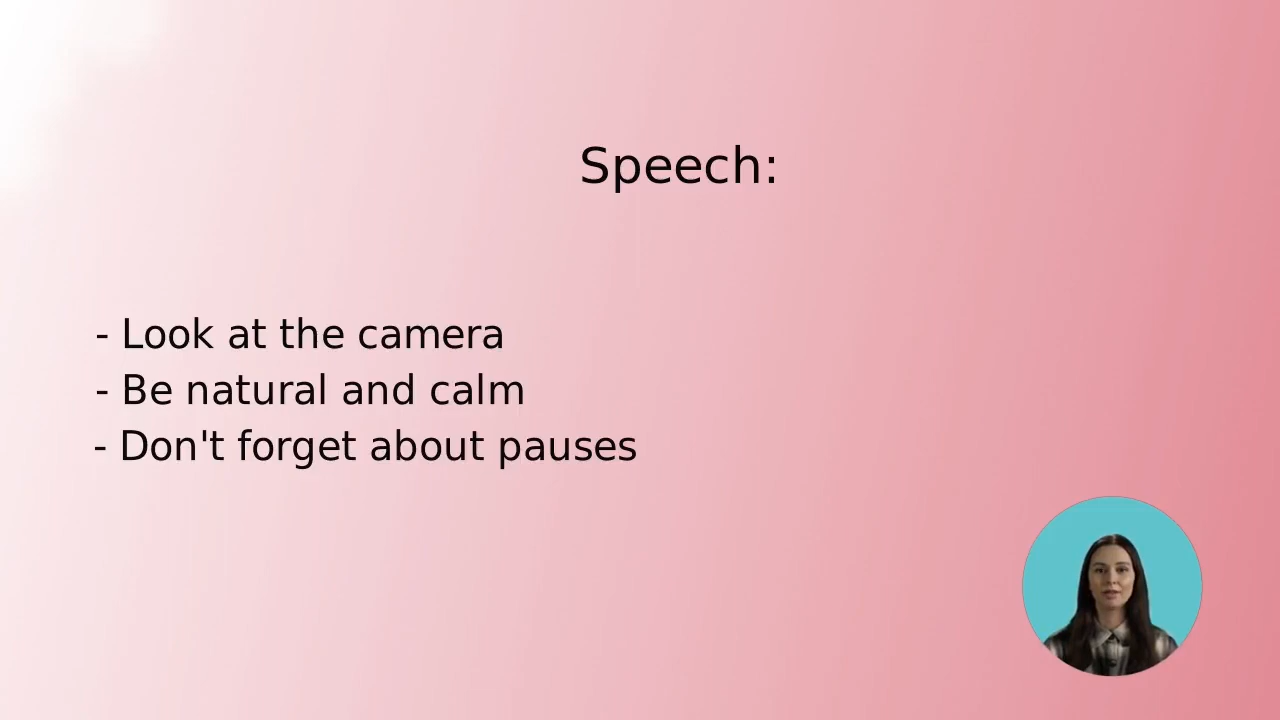 Speech:
- Look at the camera
- Be natural and calm
- Don't forget about pauses